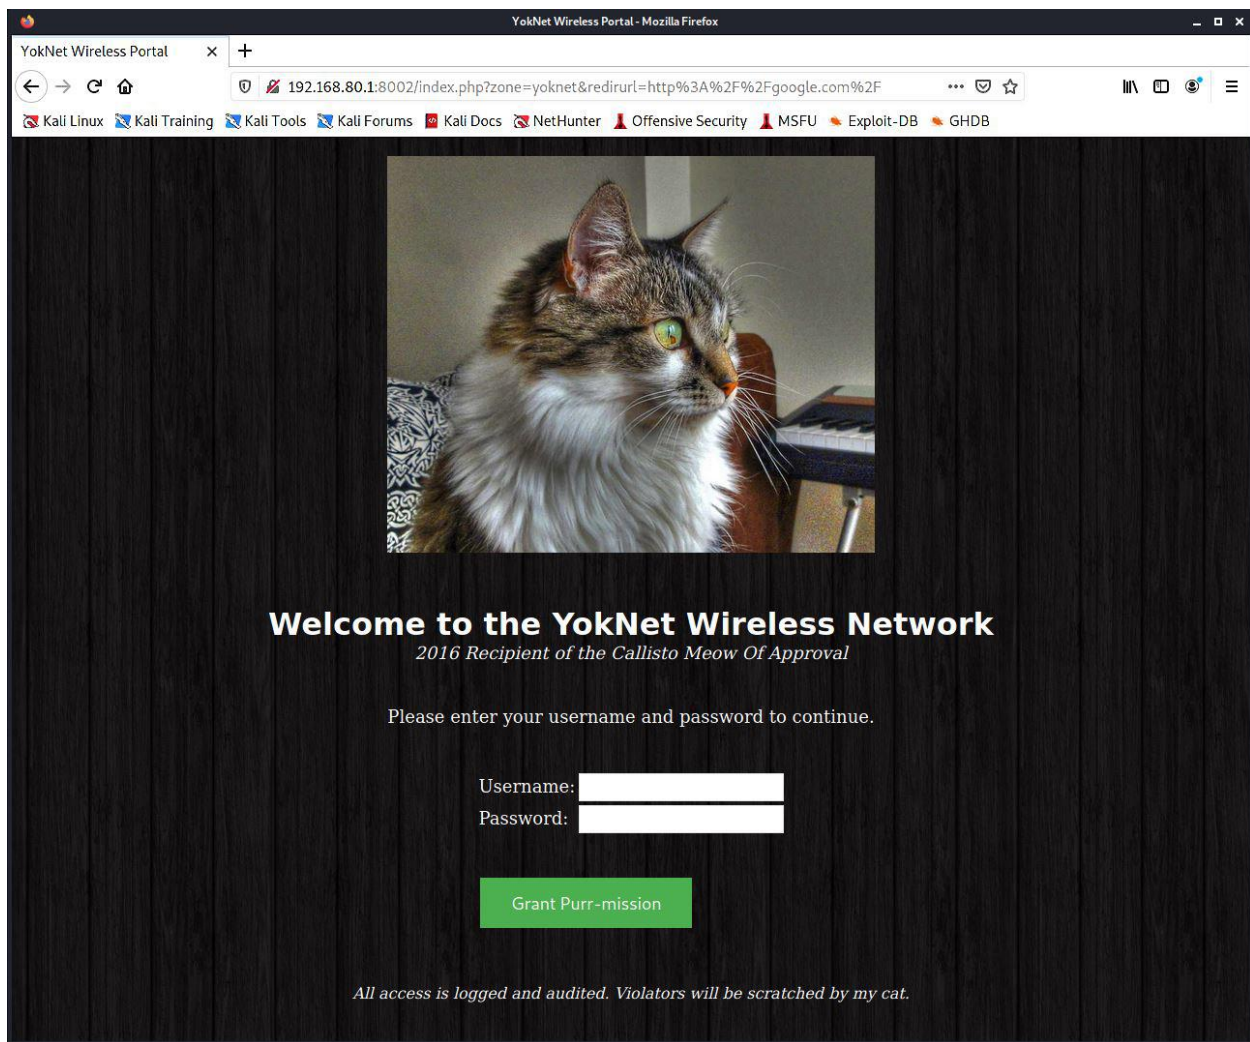 YokNet Wireless Portal - Mozilla Firefox
YokNet Wireless Portal
192.168.80.1:8002/index.php?zone=yoknet&redirurl=http%3A%2F%2Fgoogle.com%2F
Kali Linux Kali Training Kali Tools Kali Forums Kali Docs NetHunter Offensive Security MSFU Exploit-DB GHDB
Welcome to the YokNet Wireless Network
2016 Recipient of the Callisto Meow Of Approval
Please enter your username and password to continue.
Username:
Password:
Grant Purr-mission
All access is logged and audited. Violators will be scratched by my cat.